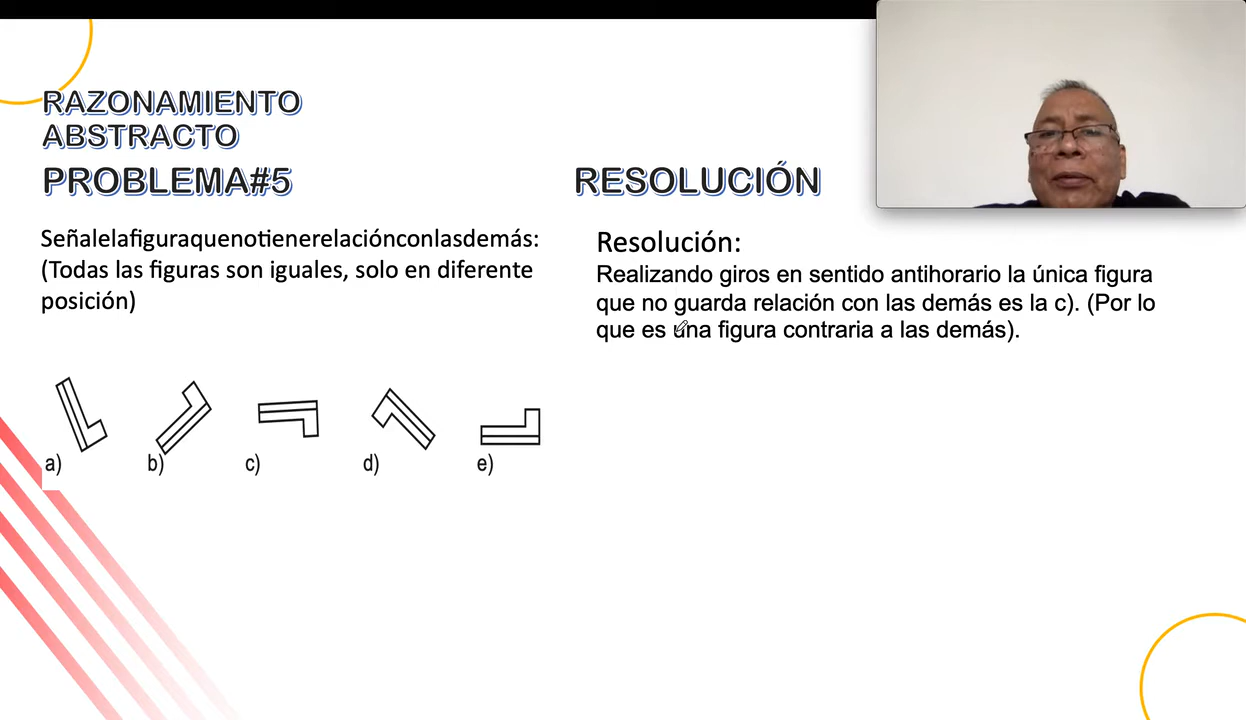 RAZONAMIENTO
ABSTRACTO
PROBLEMA#5
Señalelafiguraquenotienerelaciónconlasdemás:
(Todas las figuras son iguales, solo en diferente
posición)
a)
b)
c)
d)
e)
RESOLUCIÓN
Resolución:
Realizando giros en sentido antihorario la única figura
que no guarda relación con las demás es la c). (Por lo
que es una figura contraria a las demás).